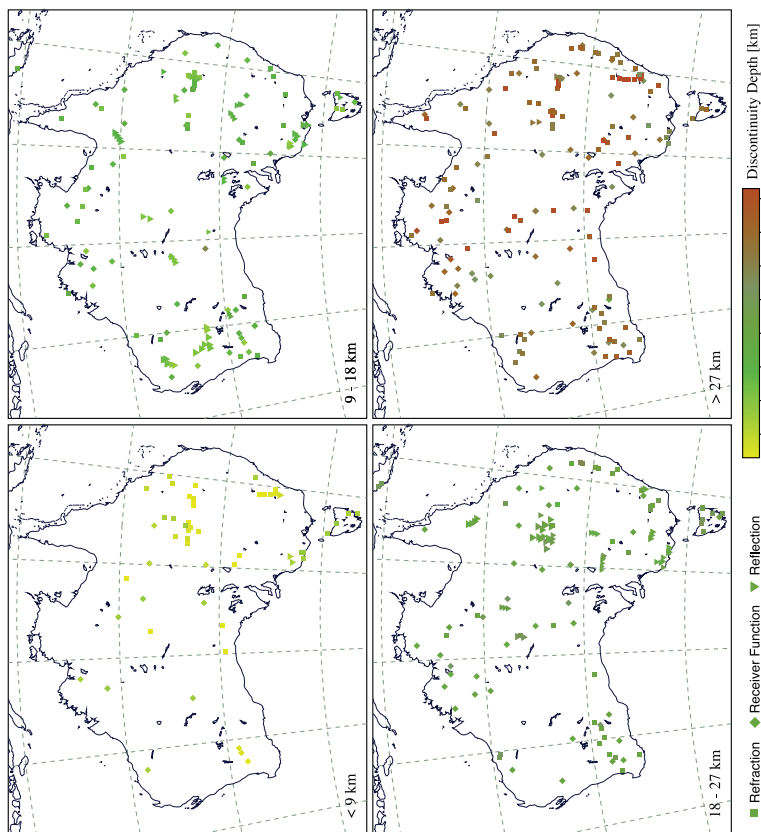 < 9 km
9 - 18 km
18 - 27 km
> 27 km
Refraction
Receiver Function
Reflection
Discontinuity Depth [km]